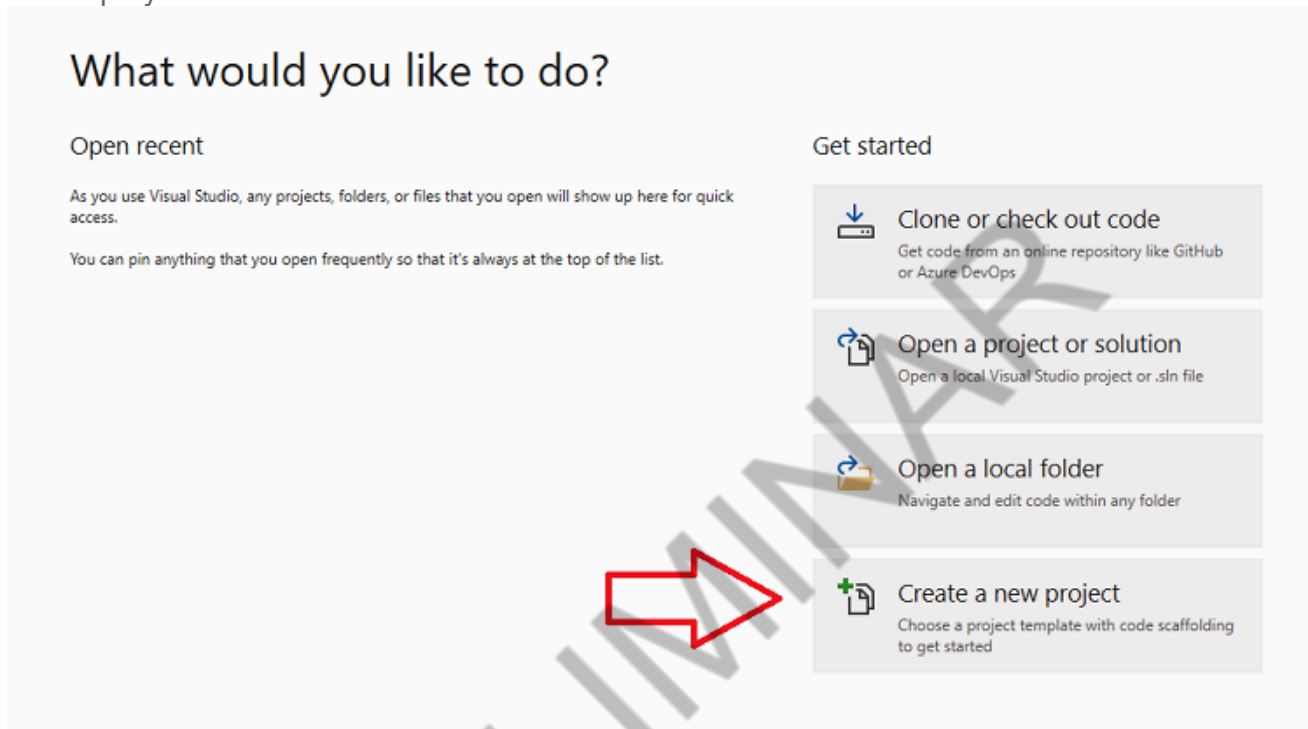 What would you like to do?
Open recent
As you use Visual Studio, any projects, folders, or files that you open will show up here for quick
access.
You can pin anything that you open frequently so that it's always at the top of the list.
Get started
Clone or check out code
Get code from an online repository like GitHub
or Azure DevOps
Open a project or solution
Open a local Visual Studio project or .sln file
Open a local folder
Navigate and edit code within any folder
Create a new project
Choose a project template with code scaffolding
to get started
IMINAR